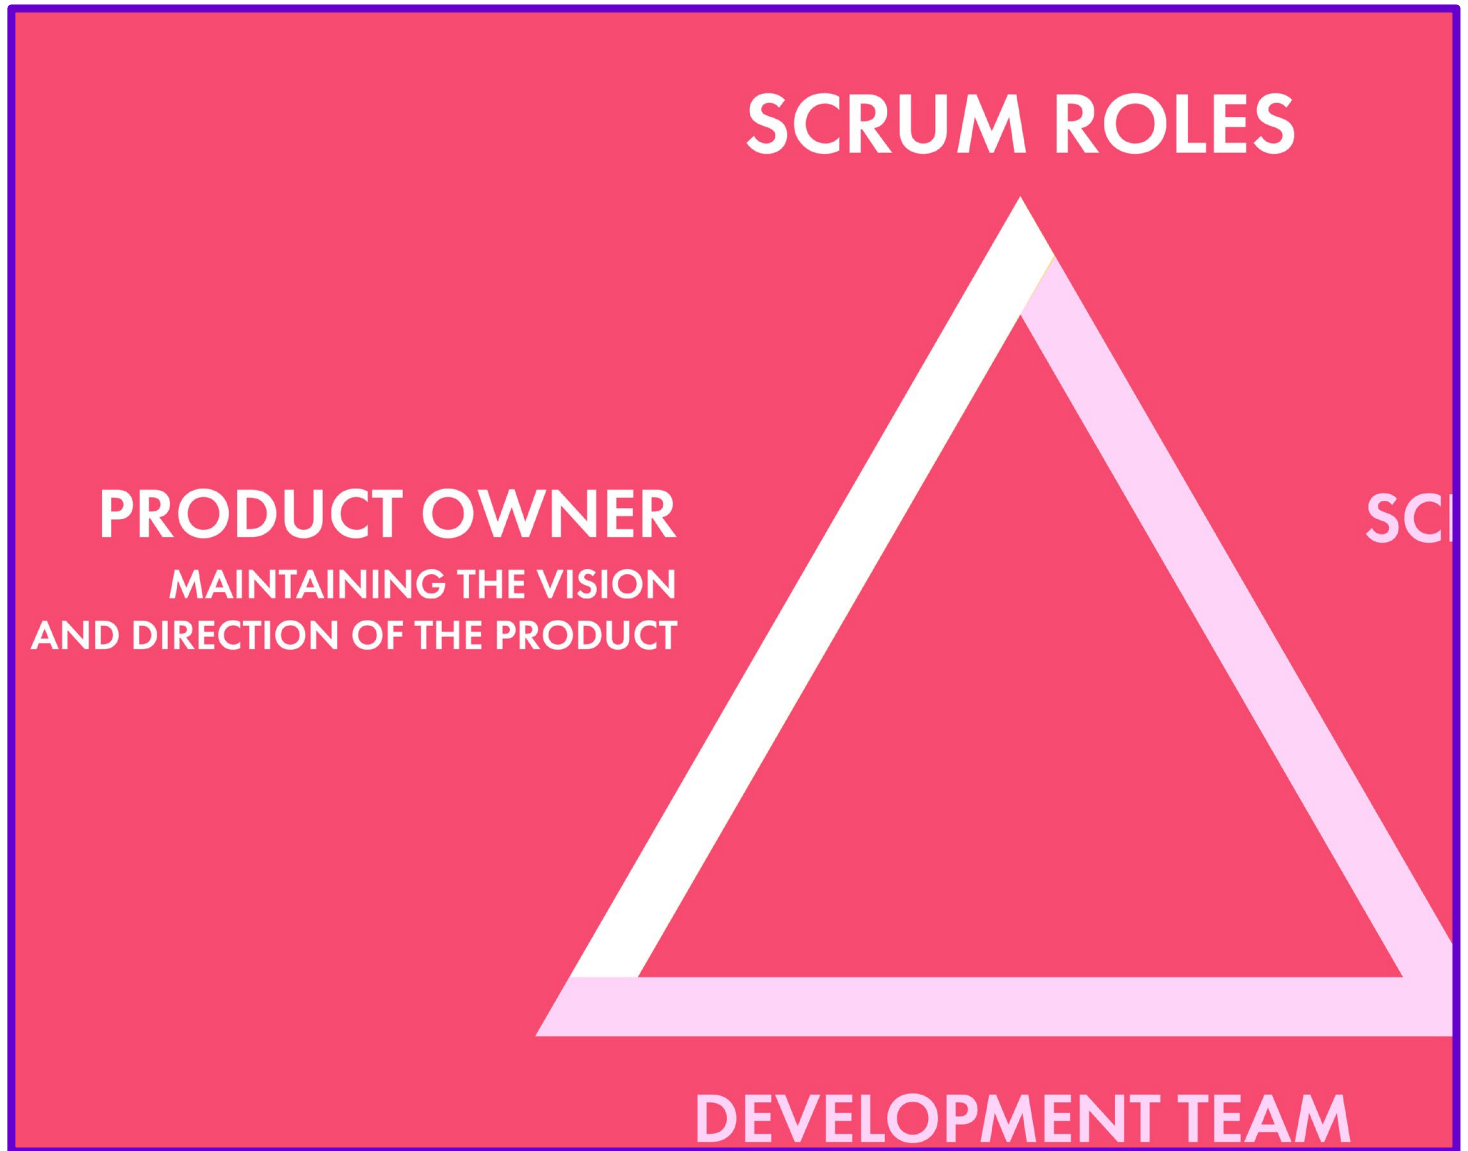 SCRUM ROLES
PRODUCT OWNER
MAINTAINING THE VISION
AND DIRECTION OF THE PRODUCT
DEVELOPMENT TEAM